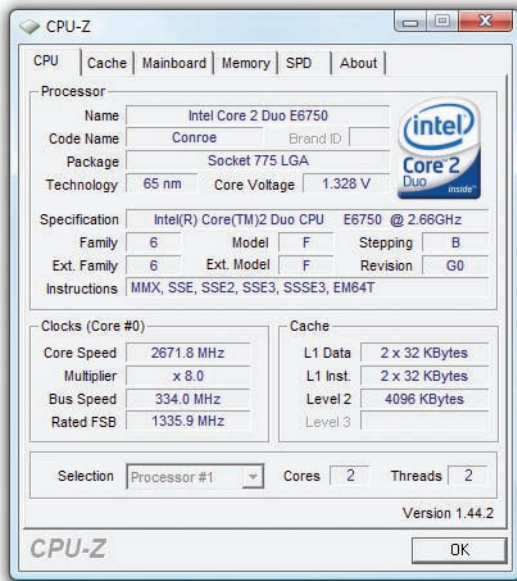 CPU-Z
CPU Cache Mainboard Memory SPD About
Processor
Name Intel Core 2 Duo E6750
Code Name Conroe Brand ID
Package Socket 775 LGA
Technology 65 nm Core Voltage 1.328 V
intel
Core™2
Duo inside™
Specification Intel(R) Core(TM)2 Duo CPU E6750 @ 2.66GHz
Family 6 Model F Stepping B
Ext. Family 6 Ext. Model F Revision G0
Instructions MMX, SSE, SSE2, SSE3, SSSE3, EM64T
Clocks (Core #0)
Core Speed 2671.8 MHz
Multiplier x 8.0
Bus Speed 334.0 MHz
Rated FSB 1335.9 MHz
Cache
L1 Data 2 x 32 KBytes
L1 Inst. 2 x 32 KBytes
Level 2 4096 KBytes
Level 3
Selection Processor #1 Cores 2 Threads 2
Version 1.44.2
CPU-Z OK